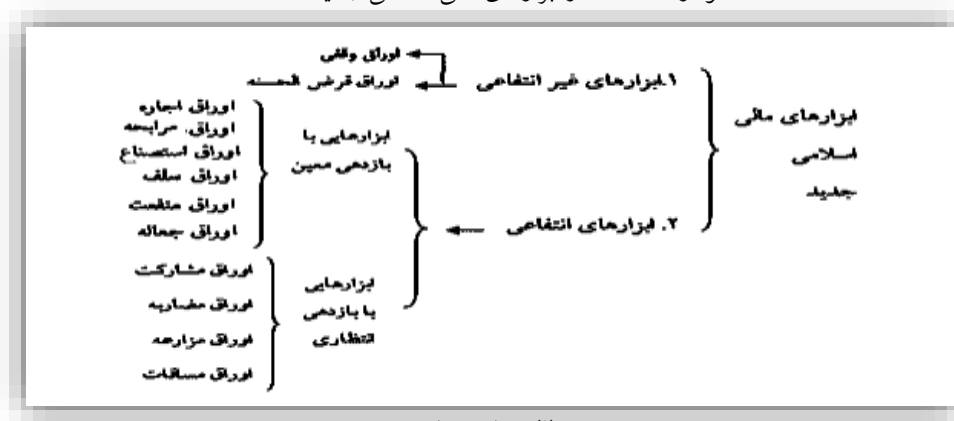 ابزارهای مالی
اسلامی
جدید
۱.ابزارهای غیر انتفاعی
اوراق وقفی
اوراق قرض الحسنه
۲. ابزارهای انتفاعی
ابزارهایی با
بازدهی معین
اوراق اجاره
اوراق. مرابحه
اوراق استصناع
اوراق سلف
اوراق منفعت
اوراق جعاله
ابزارهایی
با بازدهی
انتظاری
اوراق مشارکت
اوراق مضاربه
اوراق مزارعه
اوراق مساقات